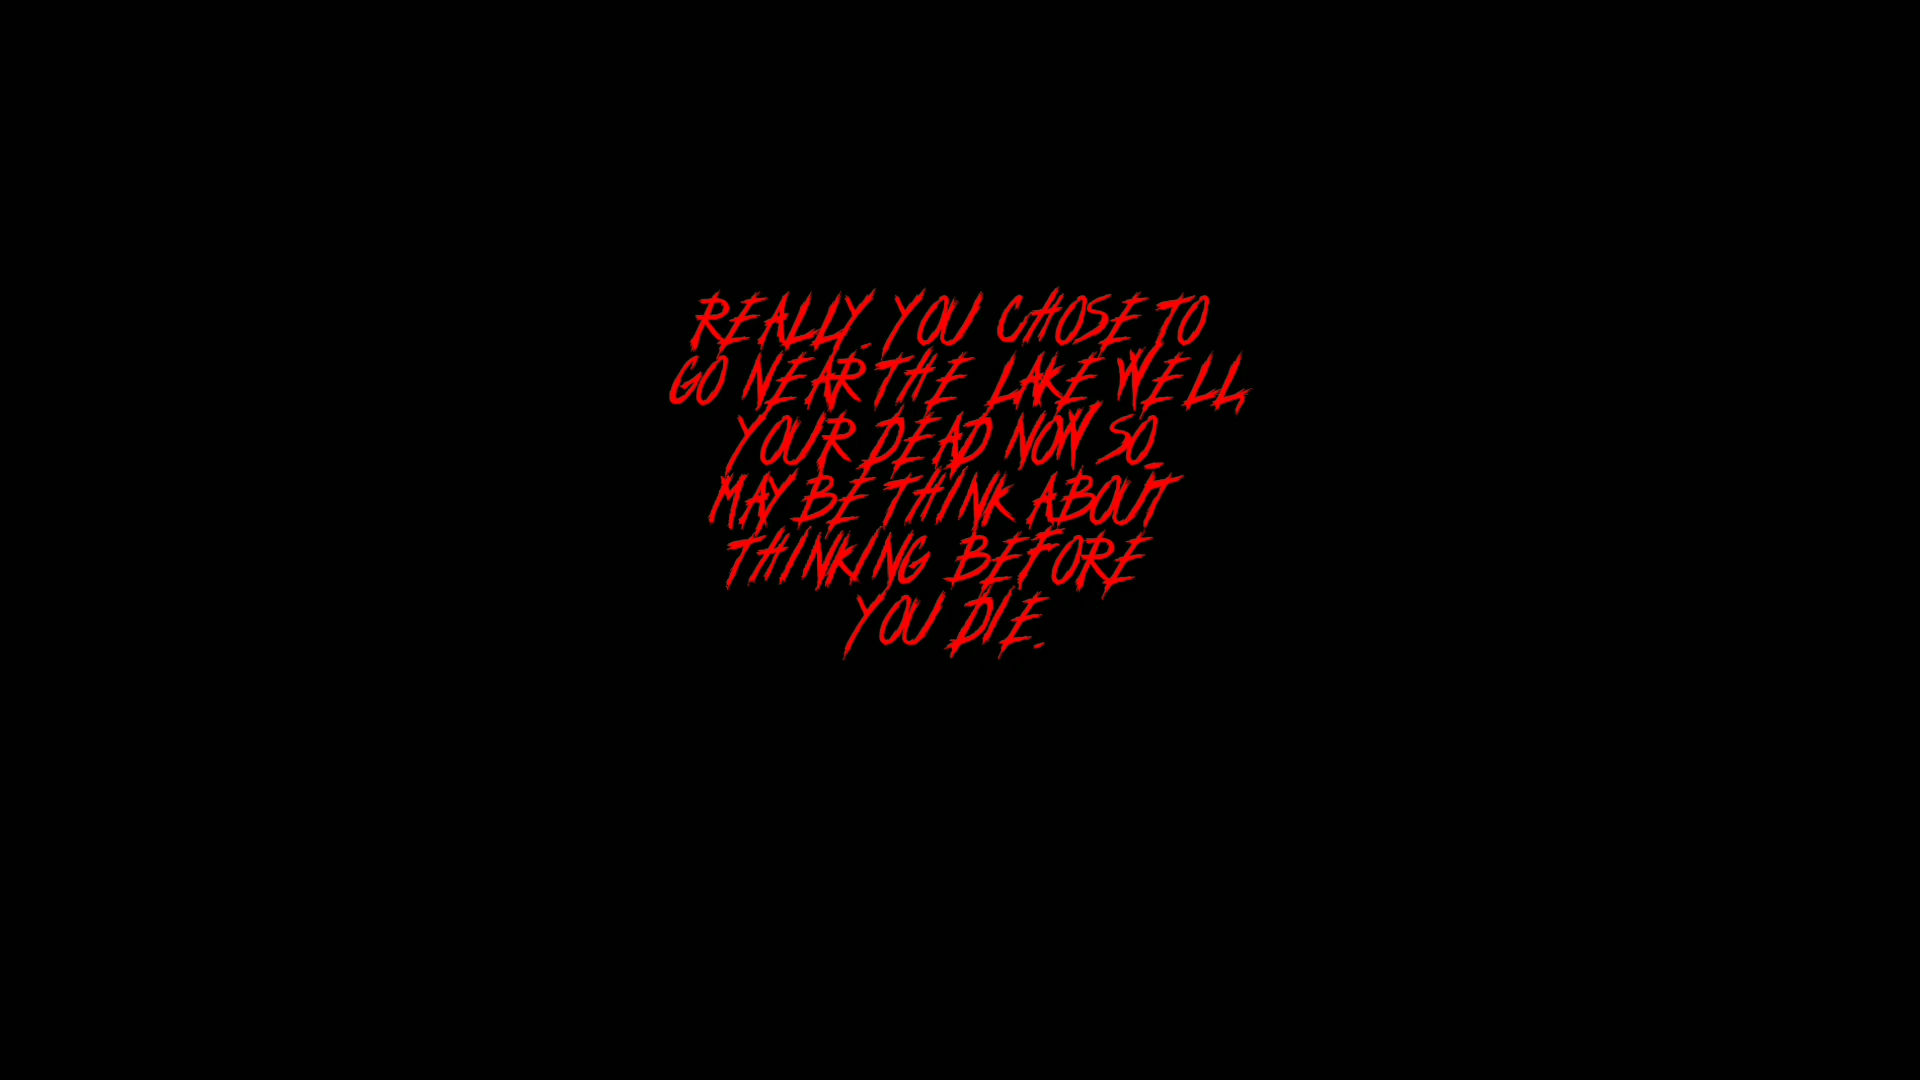 REALLY. YOU CHOSE TO
GO NEAR THE LAKE WELL,
YOUR DEAD NOW SO
MAYBE THINK ABOUT
THINKING BEFORE
YOU DIE.